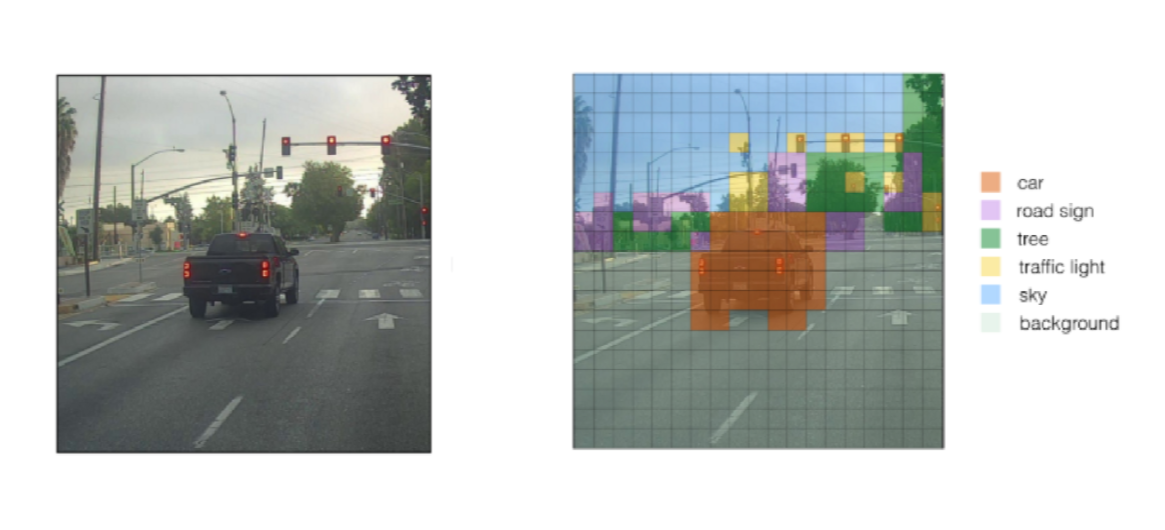 car
road sign
tree
traffic light
sky
background